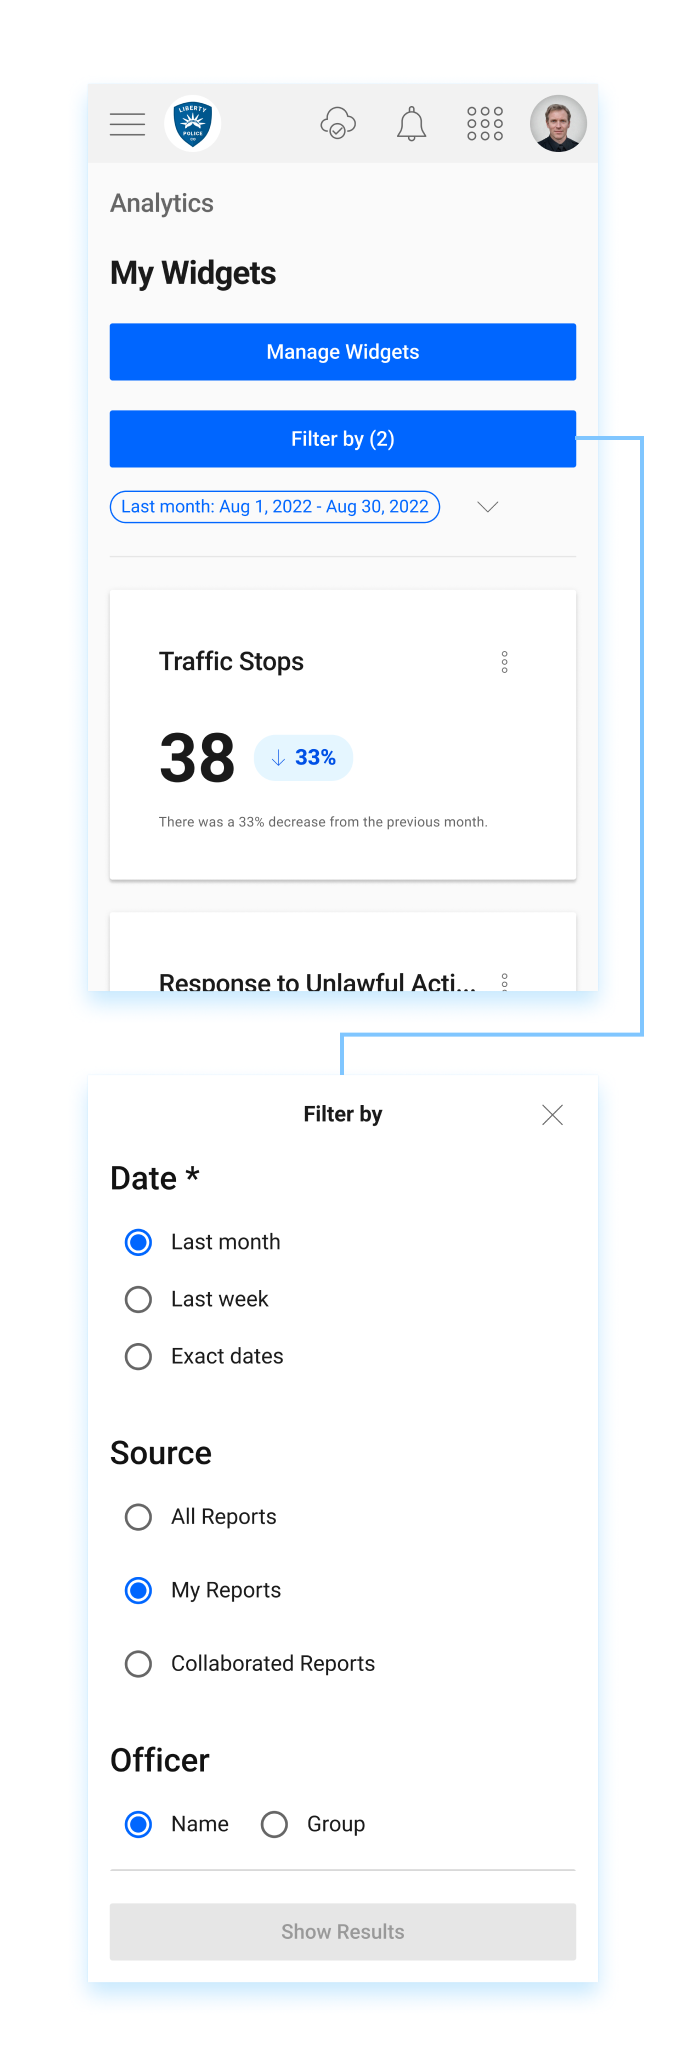 LIBERTY
POLICE
CO
Analytics
My Widgets
Manage Widgets
Filter by (2)
Last month: Aug 1, 2022 - Aug 30, 2022
Traffic Stops
38
33%
There was a 33% decrease from the previous month.
Response to Unlawful Acti...
Filter by
Date *
Last month
Last week
Exact dates
Source
All Reports
My Reports
Collaborated Reports
Officer
Name Group
Show Results